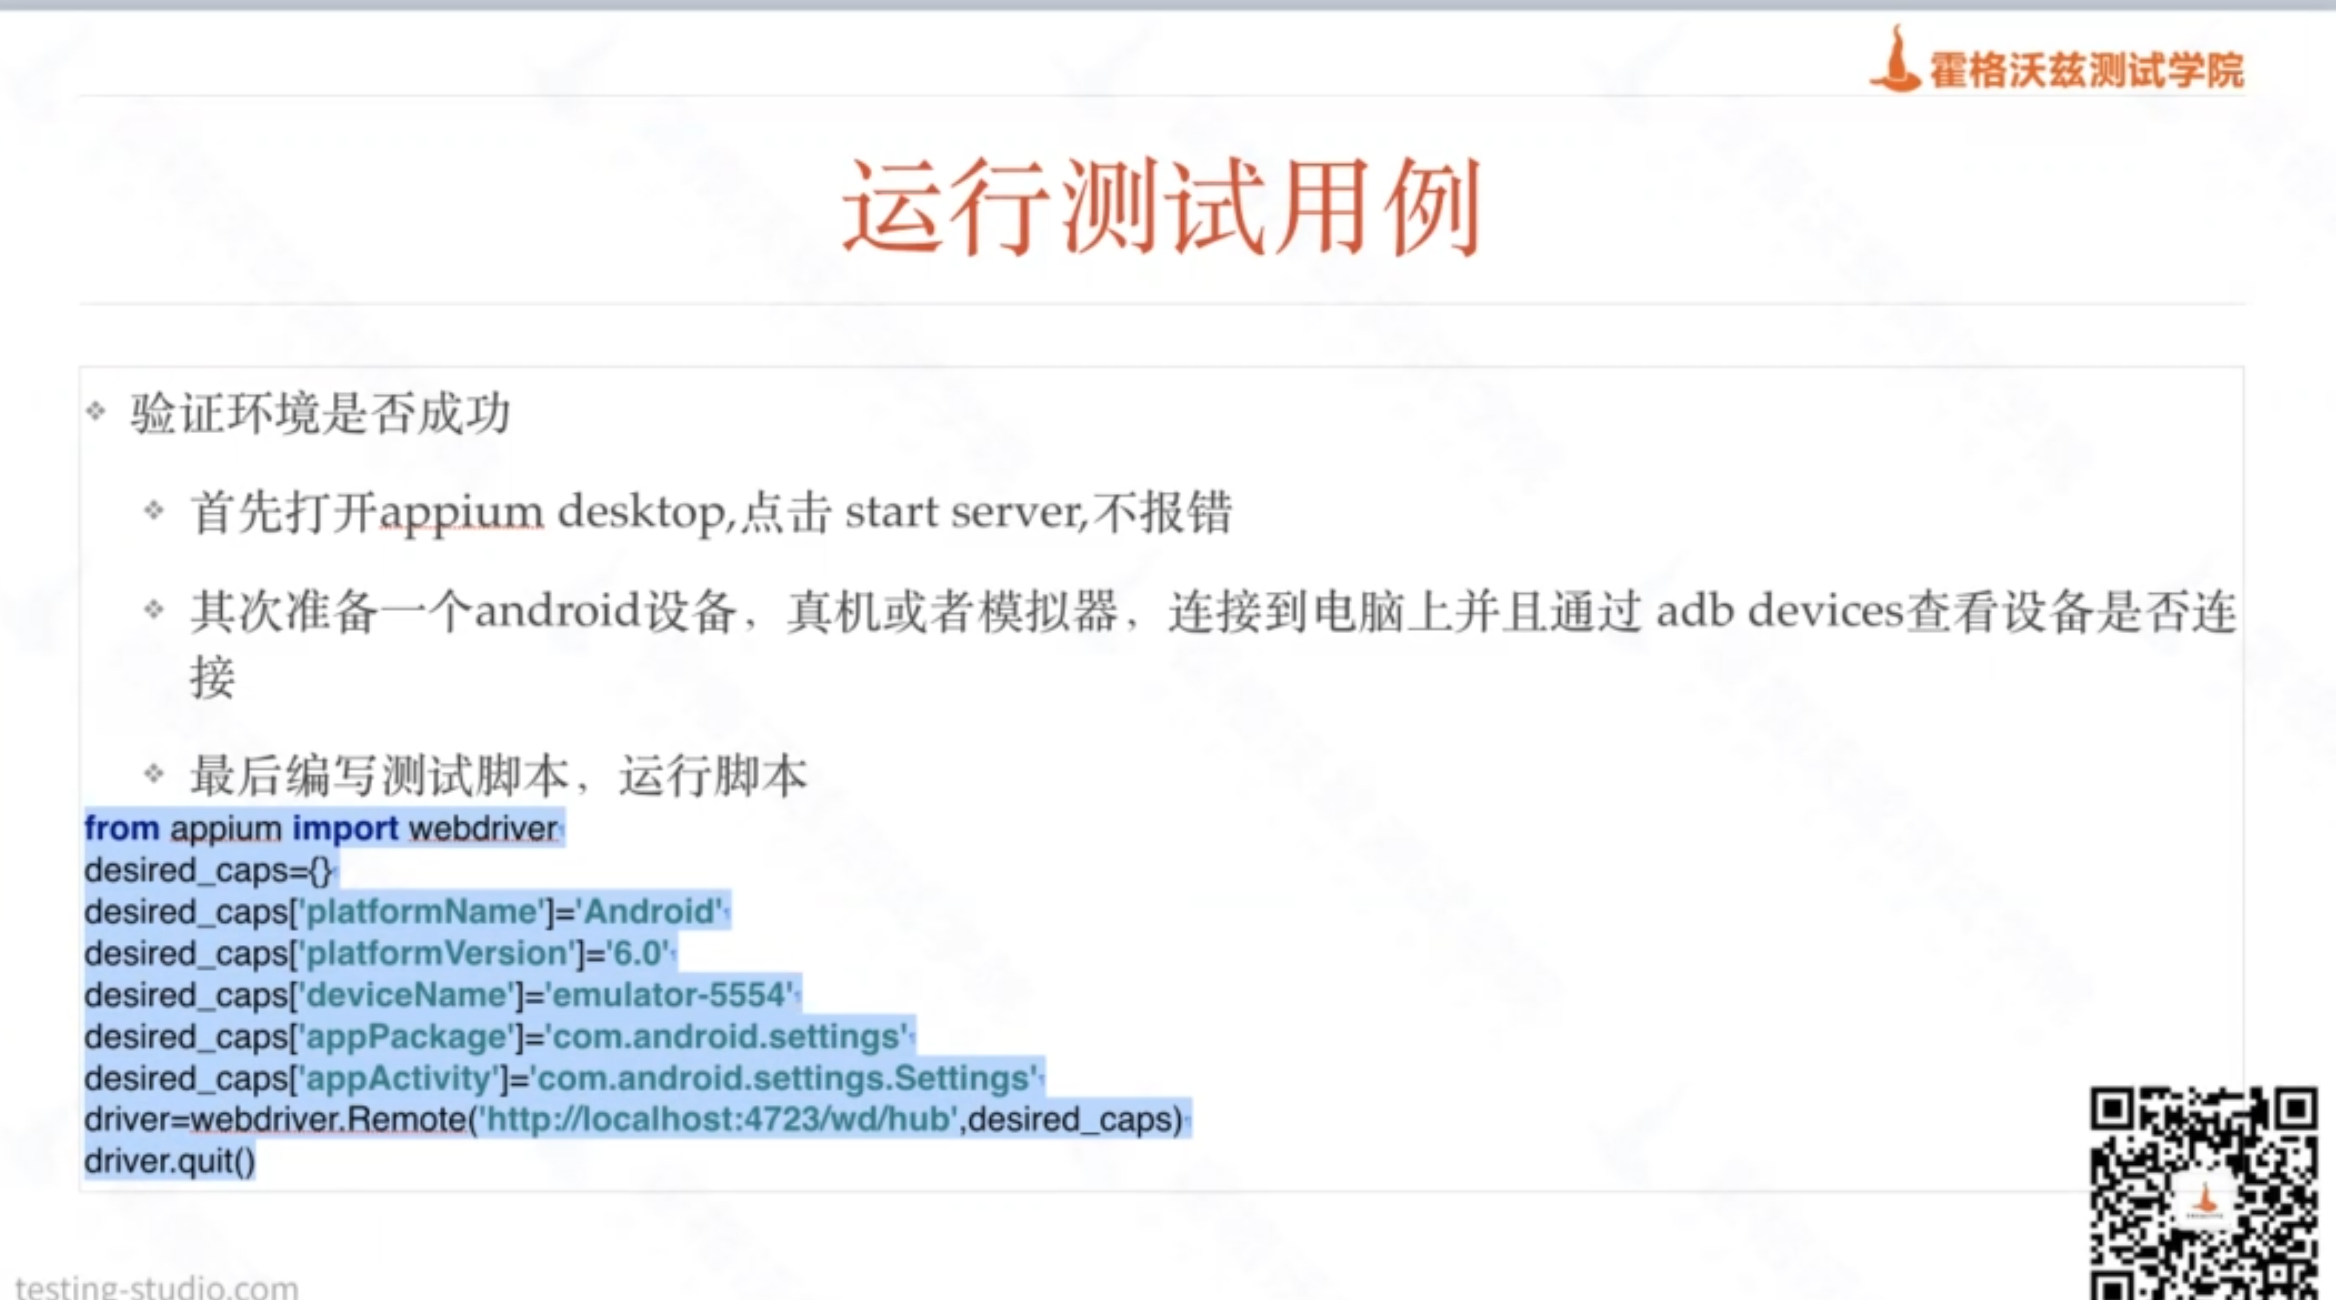 霍格沃兹测试学院
运行测试用例
验证环境是否成功
首先打开appium desktop,点击 start server,不报错
其次准备一个android设备，真机或者模拟器，连接到电脑上并且通过 adb devices查看设备是否连
接
最后编写测试脚本，运行脚本
from appium import webdriver
desired_caps={}
desired_caps['platformName']='Android'
desired_caps['platformVersion']='6.0'
desired_caps['deviceName']='emulator-5554'
desired_caps['appPackage']='com.android.settings'
desired_caps['appActivity']='com.android.settings.Settings'
driver=webdriver.Remote('http://localhost:4723/wd/hub',desired_caps)
driver.quit()
testing-studio.com